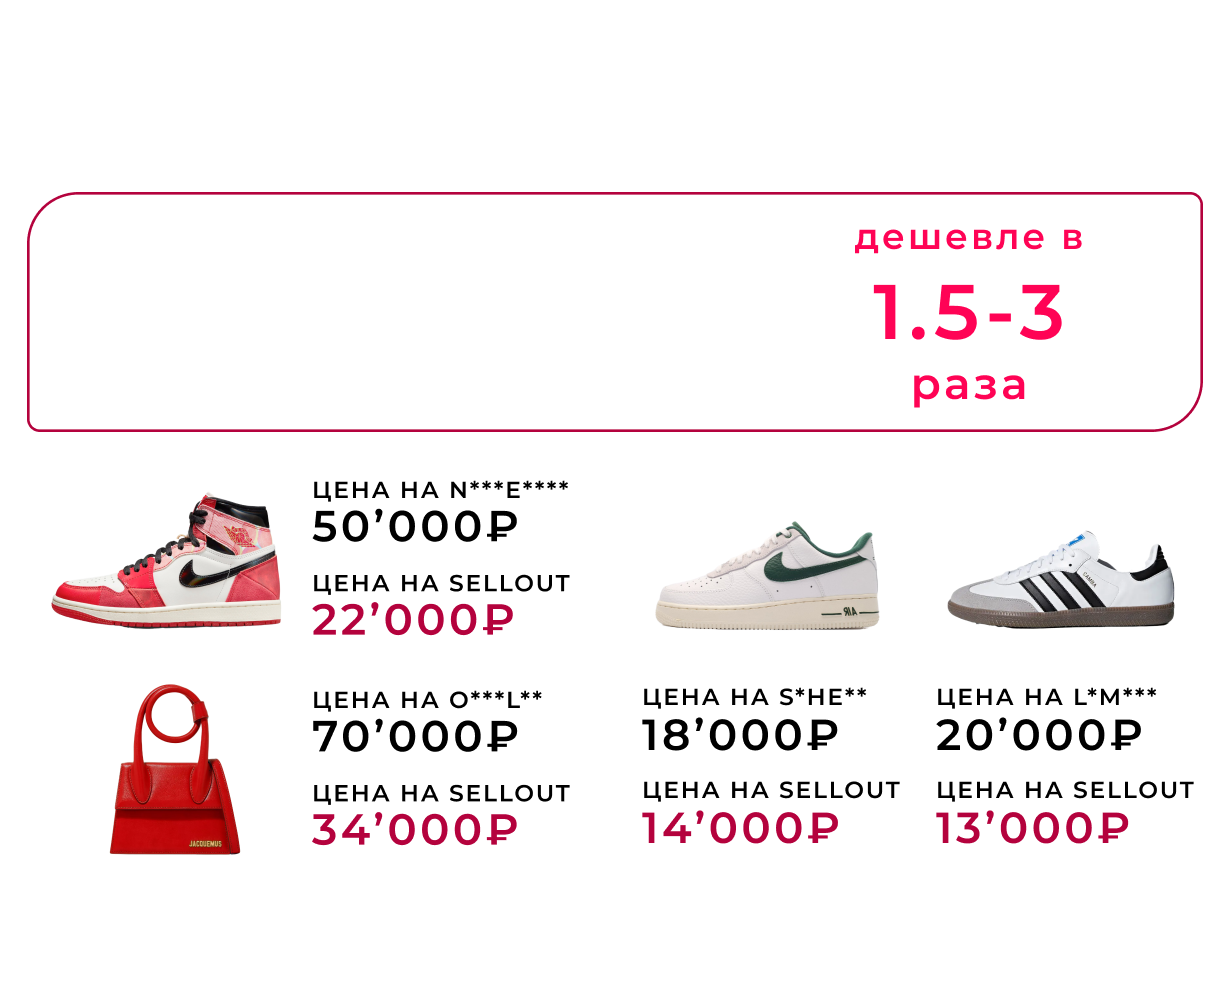 дешевле в
1.5-3
раза
ЦЕНА НА N***E****
50’000₽
ЦЕНА НА SELLOUT
22’000₽
ЦЕНА НА O***L**
70’000₽
ЦЕНА НА SELLOUT
34’000₽
JACQUEMUS
AIR
ЦЕНА НА S*HE**
18’000₽
ЦЕНА НА SELLOUT
14’000₽
ЦЕНА НА L*M***
20’000₽
ЦЕНА НА SELLOUT
13’000₽